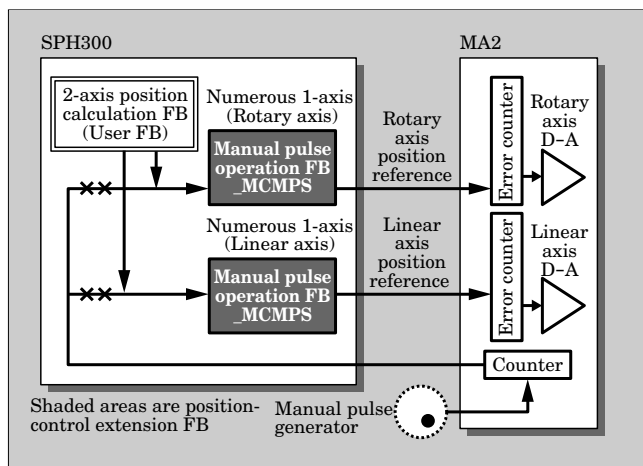 SPH300
MA2
2-axis position
calculation FB
(User FB)
Numerous 1-axis
(Rotary axis)
Manual pulse
operation FB
_MCMPS
Rotary
axis
position
reference
Error counter
Rotary
axis
D-A
Numerous 1-axis
(Linear axis)
Manual pulse
operation FB
_MCMPS
Linear
axis
position
reference
Error counter
Linear
axis
D-A
Counter
Shaded areas are position-
control extension FB
Manual pulse
generator